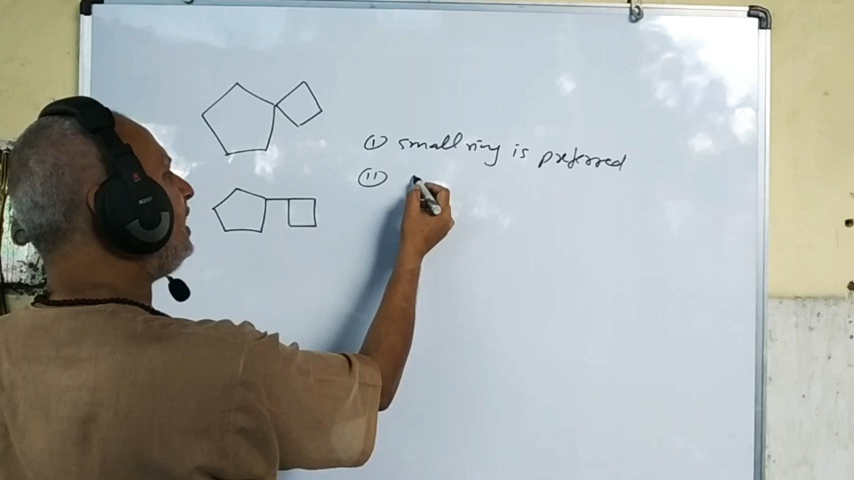 (i) small ring is preferred
(ii)